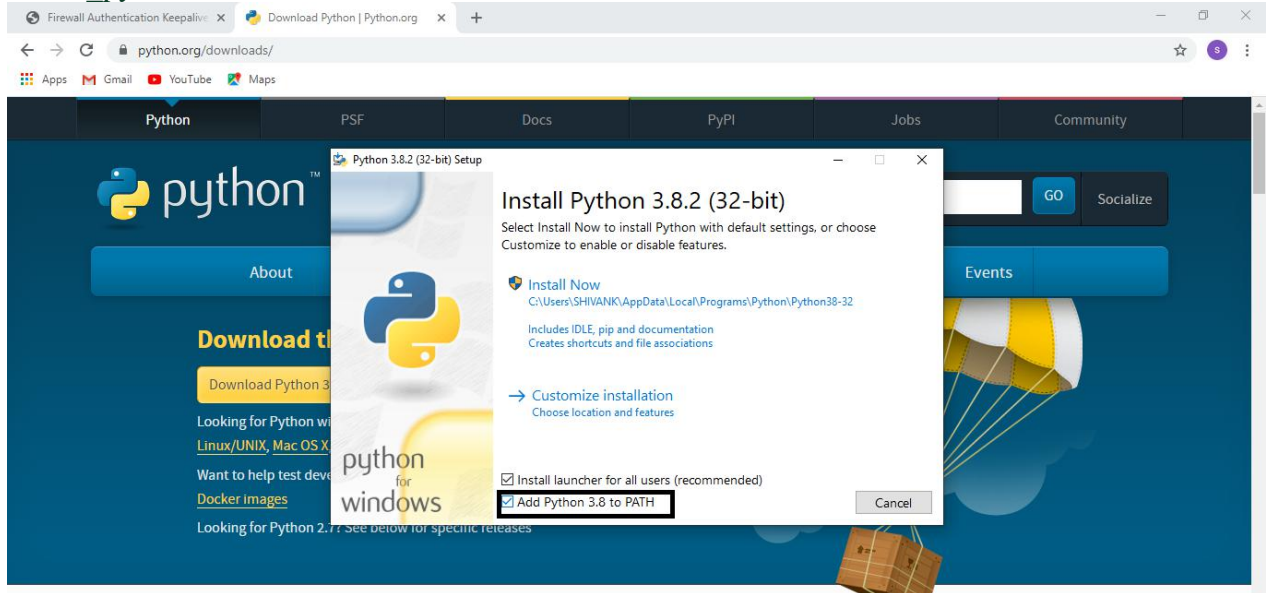 Firewall Authentication Keepalive
Download Python | Python.org
python.org/downloads/
S
Apps
Gmail
YouTube
Maps
Python
PSF
Docs
PyPI
Jobs
Community
python™
GO
Socialize
About
Events
Download t
Download Python 3
Looking for Python wi
Linux/UNIX, Mac OS X
Want to help test deve
Docker images
Looking for Python 2.7? See below for specific releases
Python 3.8.2 (32-bit) Setup
Install Python 3.8.2 (32-bit)
Select Install Now to install Python with default settings, or choose
Customize to enable or disable features.
Install Now
C:\Users\SHIVANK\AppData\Local\Programs\Python\Python38-32
Includes IDLE, pip and documentation
Creates shortcuts and file associations
Customize installation
Choose location and features
python
for
windows
Install launcher for all users (recommended)
Add Python 3.8 to PATH
Cancel